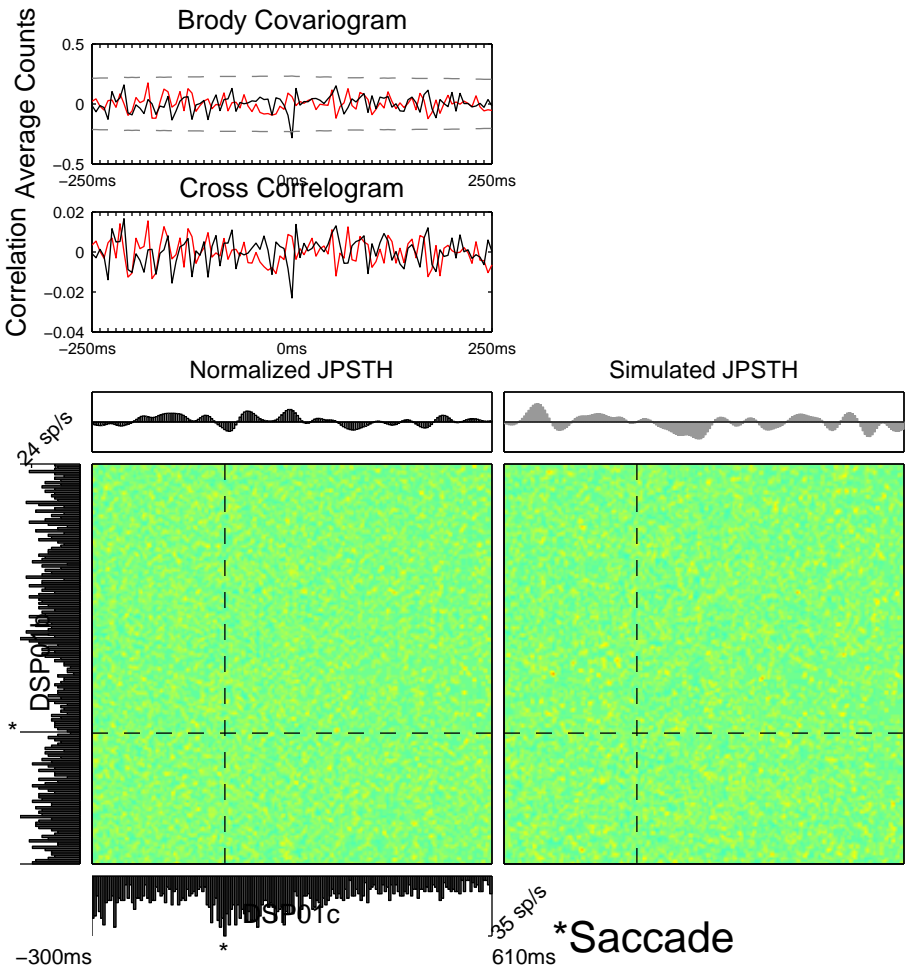 Brody Covariogram
Average Counts
0.5
0
−0.5
−250ms
0ms
250ms
Cross Correlogram
Correlation
0.02
0
−0.02
−0.04
−250ms
0ms
250ms
Normalized JPSTH
Simulated JPSTH
24 sp/s
*
DSP01c
*
35 sp/s
*Saccade
−300ms
610ms